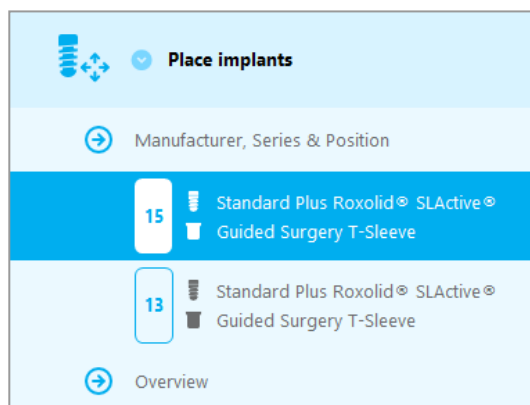 Place implants
Manufacturer, Series & Position
15
Standard Plus Roxolid® SLActive®
Guided Surgery T-Sleeve
13
Standard Plus Roxolid® SLActive®
Guided Surgery T-Sleeve
Overview